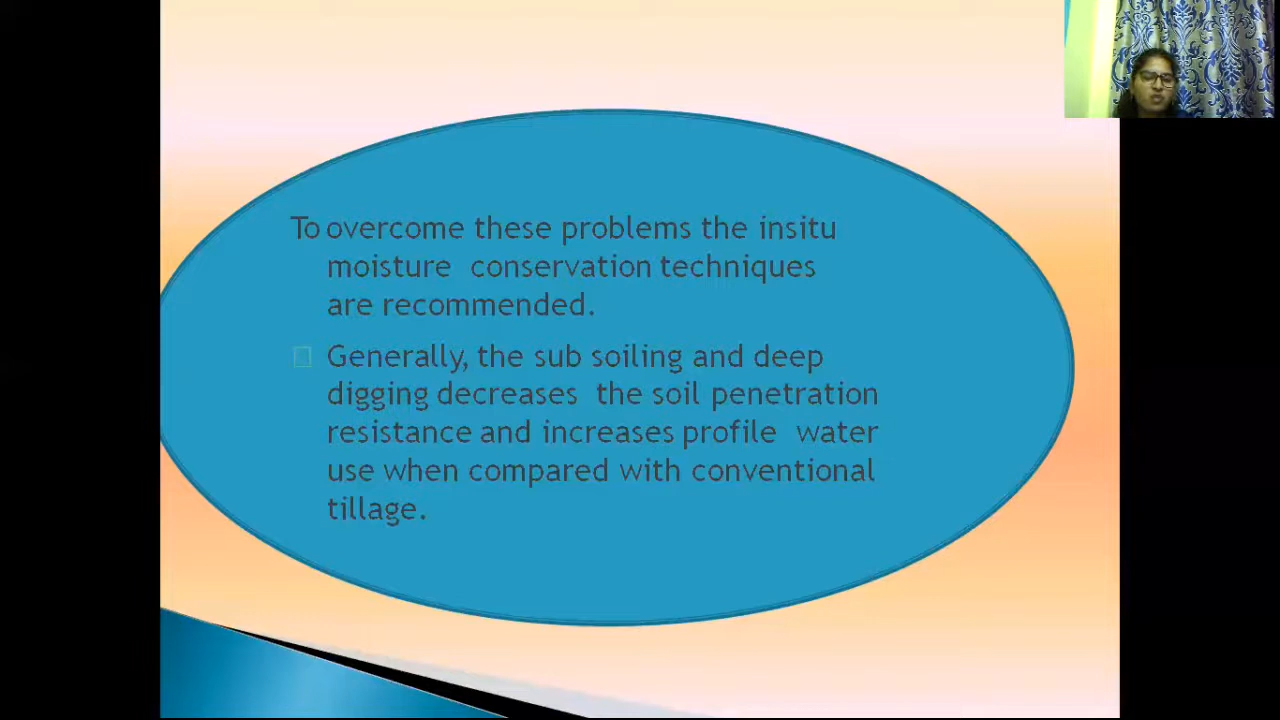 To overcome these problems the insitu
moisture conservation techniques
are recommended.
Generally, the sub soiling and deep
digging decreases the soil penetration
resistance and increases profile water
use when compared with conventional
tillage.